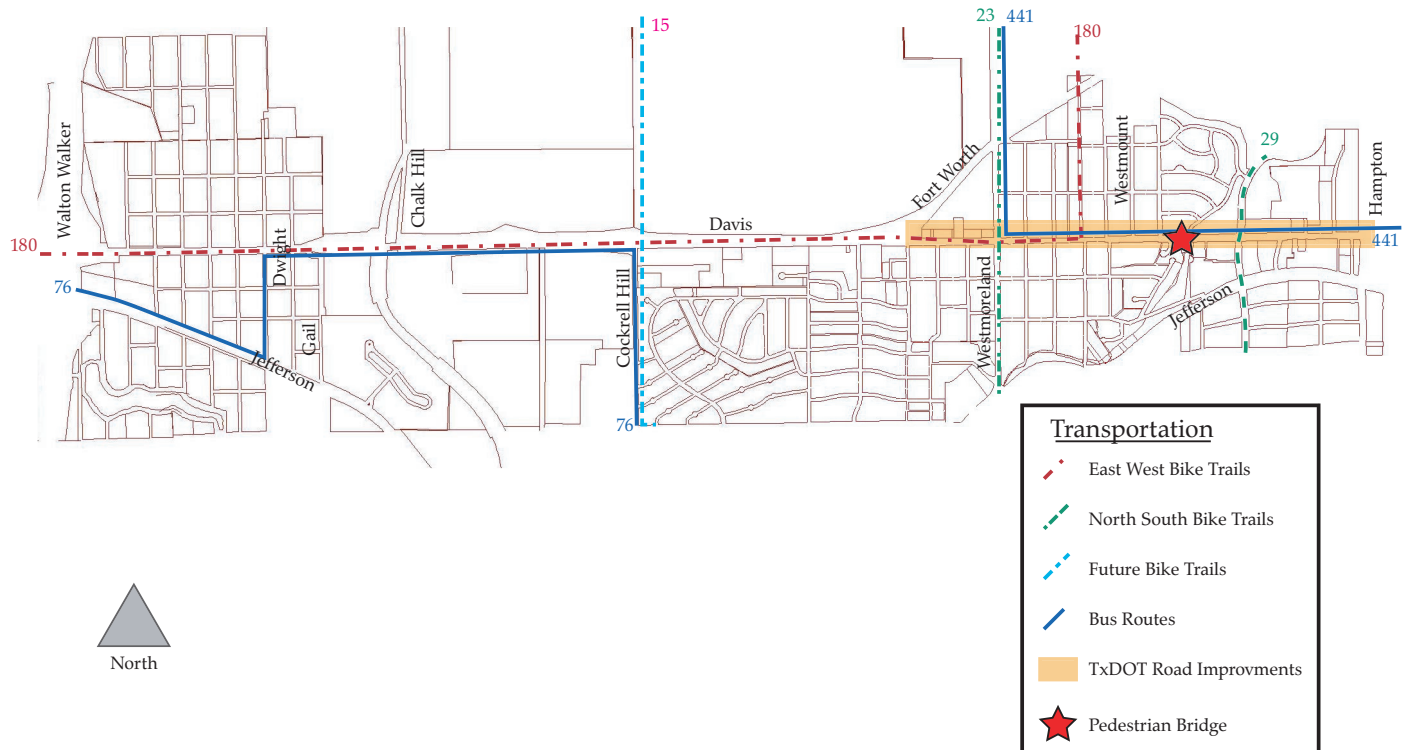 15
23
441
180
Walton Walker
Chalk Hill
Fort Worth
Westmount
29
Hampton
Davis
180
Dwight
441
76
Cockrell Hill
Westmoreland
Jefferson
Gail
Jefferson
76
Transportation
East West Bike Trails
North South Bike Trails
Future Bike Trails
Bus Routes
TxDOT Road Improvments
Pedestrian Bridge
North